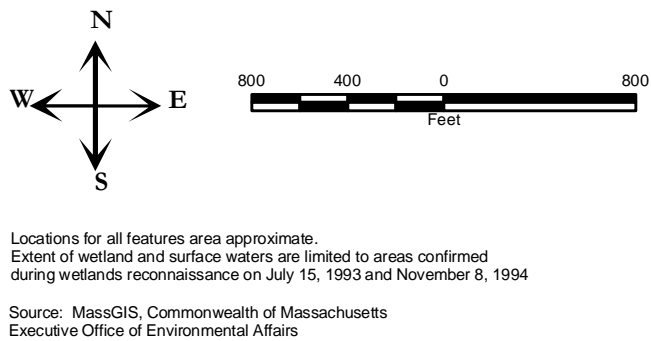 N
W E
S
800 400 0 800
Feet
Locations for all features area approximate.
Extent of wetland and surface waters are limited to areas confirmed
during wetlands reconnaissance on July 15, 1993 and November 8, 1994
Source: MassGIS, Commonwealth of Massachusetts
Executive Office of Environmental Affairs